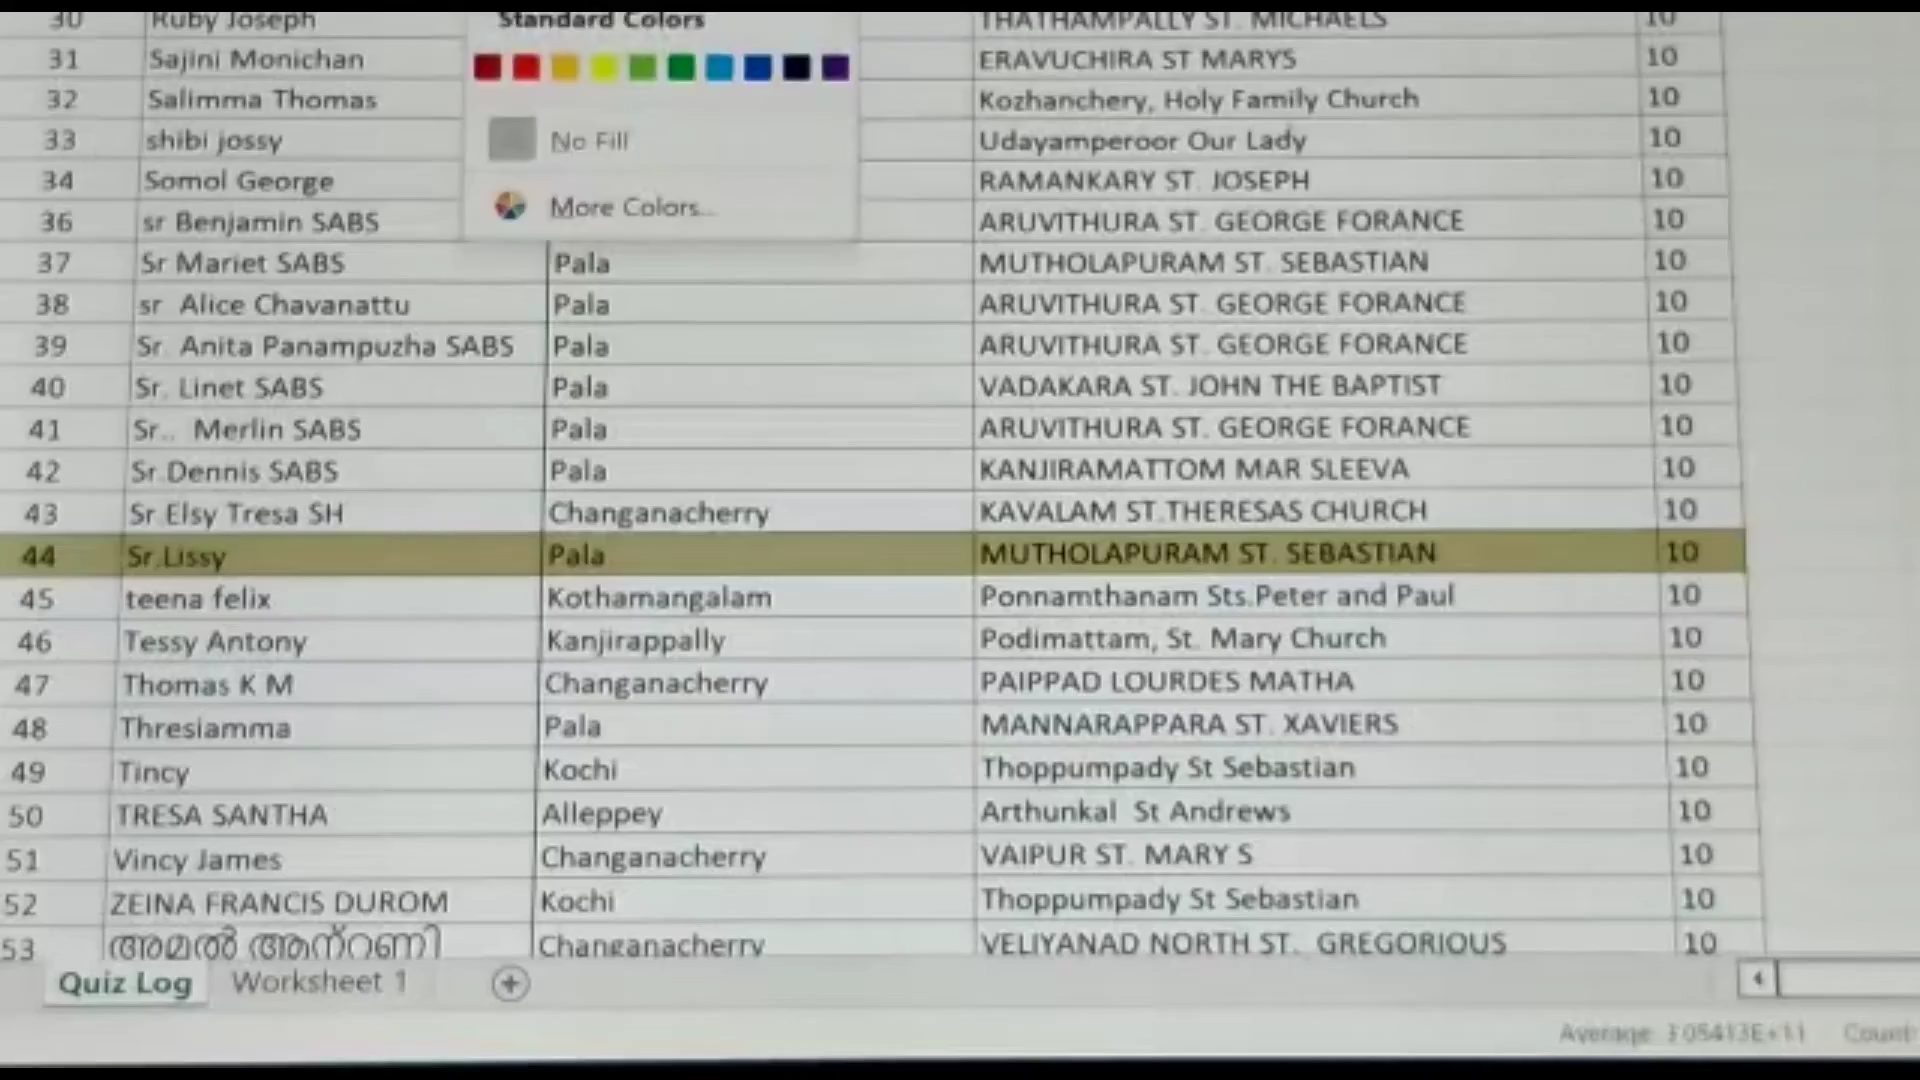 30 Ruby Joseph Standard Colors THATHAMPALLY ST. MICHAELS 10
31 Sajini Monichan ERAVUCHIRA ST MARYS 10
32 Salimma Thomas Kozhanchery, Holy Family Church 10
33 shibi jossy No Fill Udayamperoor Our Lady 10
34 Somol George More Colors... RAMANKARY ST. JOSEPH 10
36 sr Benjamin SABS ARUVITHURA ST. GEORGE FORANCE 10
37 Sr Mariet SABS Pala MUTHOLAPURAM ST. SEBASTIAN 10
38 sr Alice Chavanattu Pala ARUVITHURA ST. GEORGE FORANCE 10
39 Sr. Anita Panampuzha SABS Pala ARUVITHURA ST. GEORGE FORANCE 10
40 Sr. Linet SABS Pala VADAKARA ST. JOHN THE BAPTIST 10
41 Sr.. Merlin SABS Pala ARUVITHURA ST. GEORGE FORANCE 10
42 Sr.Dennis SABS Pala KANJIRAMATTOM MAR SLEEVA 10
43 Sr.Elsy Tresa SH Changanacherry KAVALAM ST.THERESAS CHURCH 10
44 Sr.Lissy Pala MUTHOLAPURAM ST. SEBASTIAN 10
45 teena felix Kothamangalam Ponnamthanam Sts.Peter and Paul 10
46 Tessy Antony Kanjirappally Podimattam, St. Mary Church 10
47 Thomas K M Changanacherry PAIPPAD LOURDES MATHA 10
48 Thresiamma Pala MANNARAPPARA ST. XAVIERS 10
49 Tincy Kochi Thoppumpady St Sebastian 10
50 TRESA SANTHA Alleppey Arthunkal St Andrews 10
51 Vincy James Changanacherry VAIPUR ST. MARY S 10
52 ZEINA FRANCIS DUROM Kochi Thoppumpady St Sebastian 10
53 അമൽ ആന്റണി Changanacherry VELIYANAD NORTH ST. GREGORIOUS 10
Quiz Log Worksheet 1
Average: 3.05413E+11 Count: